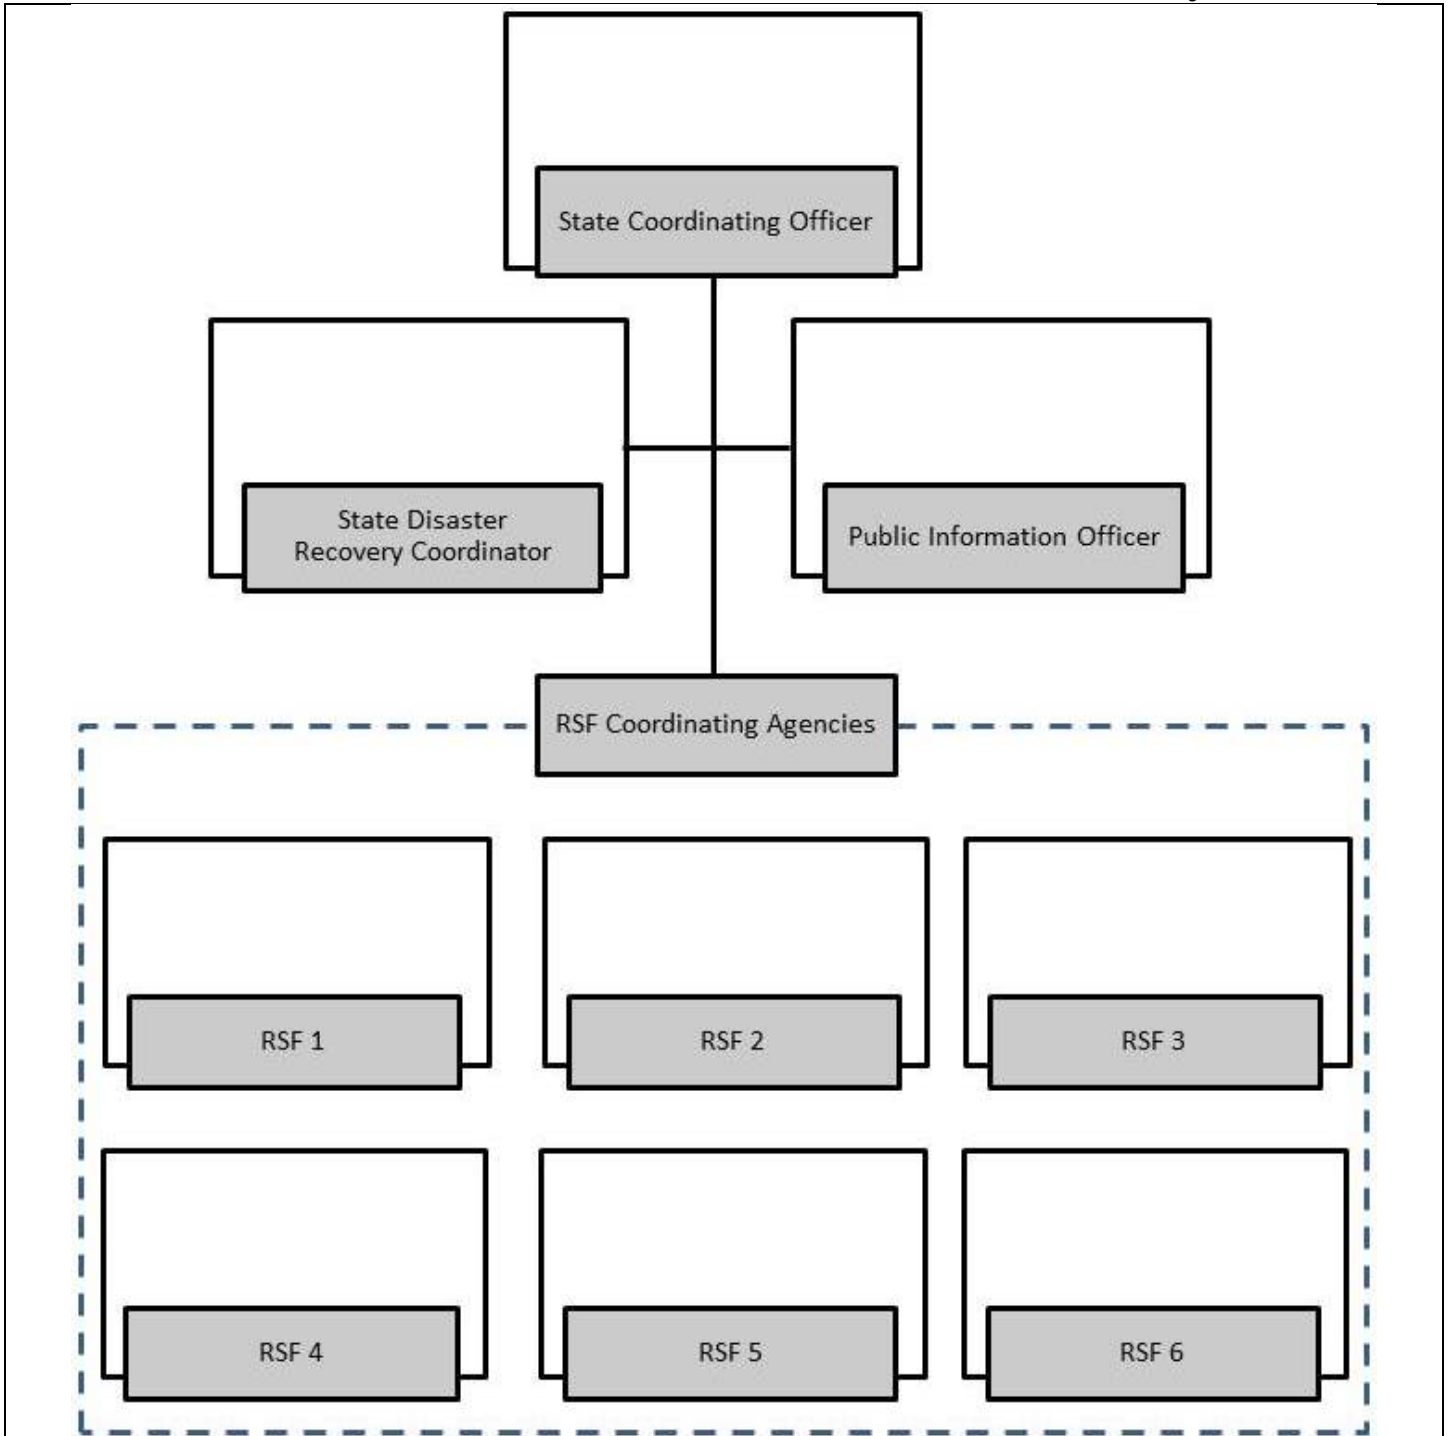 State Coordinating Officer
State Disaster
Recovery Coordinator
Public Information Officer
RSF Coordinating Agencies
RSF 1
RSF 2
RSF 3
RSF 4
RSF 5
RSF 6